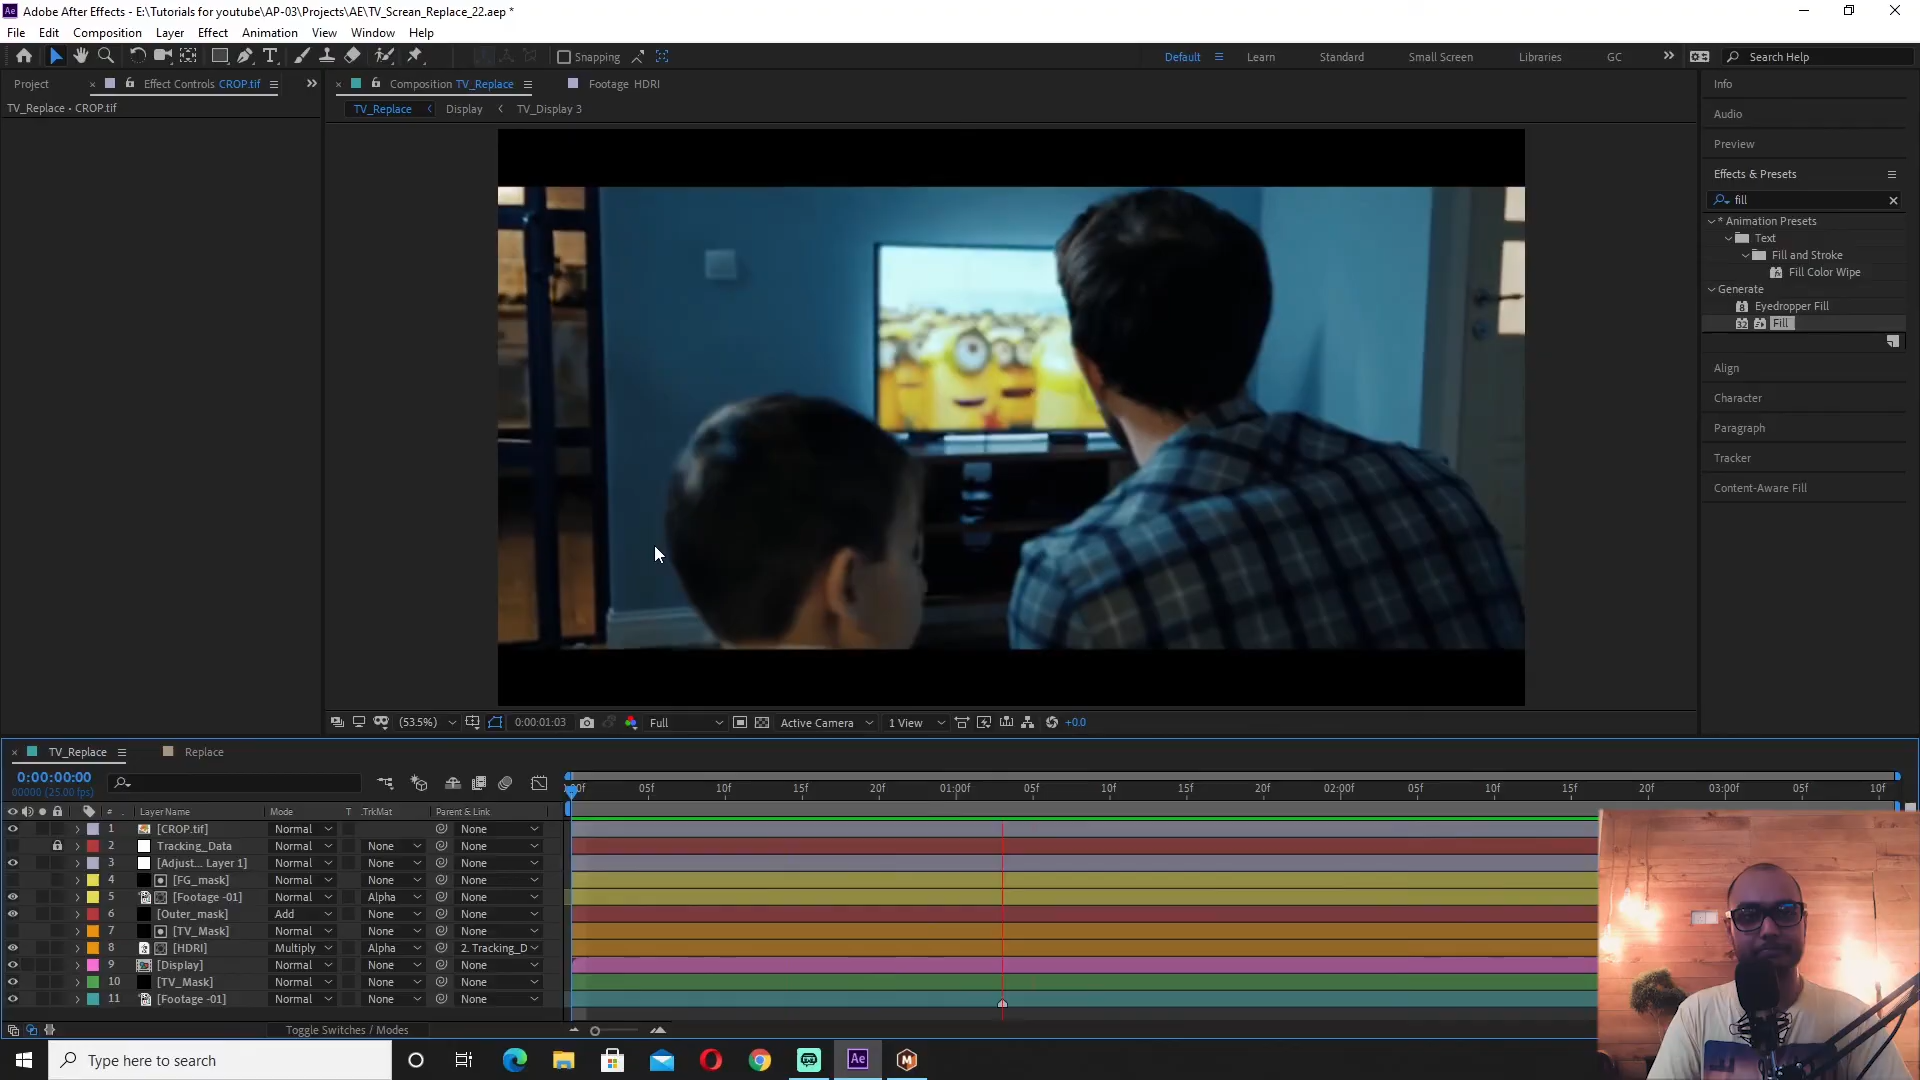 Ae Adobe After Effects - E:\Tutorials for youtube\AP-03\Projects\AE\TV_Screan_Replace_22.aep *
File Edit Composition Layer Effect Animation View Window Help
Snapping Default Learn Standard Small Screen Libraries GC Search Help
Project Effect Controls CROP.tif Composition TV_Replace Footage HDRI Info
TV_Replace • CROP.tif TV_Replace Display TV_Display 3
Audio
Preview
Effects & Presets
fill
* Animation Presets
Text
Fill and Stroke
Fill Color Wipe
Generate
Eyedropper Fill
Fill
Align
Character
Paragraph
Tracker
Content-Aware Fill
(53.5%) 0:00:01:03 Full Active Camera 1 View +0.0
TV_Replace Replace
0:00:00:00
00000 (25.00 fps)
05f 10f 15f 20f 01:00f 05f 10f 15f 20f 02:00f 05f 10f 15f 20f 03:00f 05f 10f
# Layer Name Mode T .TrkMat Parent & Link
1 [CROP.tif] Normal None
2 Tracking_Data Normal None None
3 [Adjust... Layer 1] Normal None None
4 [FG_mask] Normal None None
5 [Footage -01] Normal Alpha None
6 [Outer_mask] Add None None
7 [TV_Mask] Normal None None
8 [HDRI] Multiply Alpha 2. Tracking_D
9 [Display] Normal None None
10 [TV_Mask] Normal None None
11 [Footage -01] Normal None None
Toggle Switches / Modes
Type here to search Ae